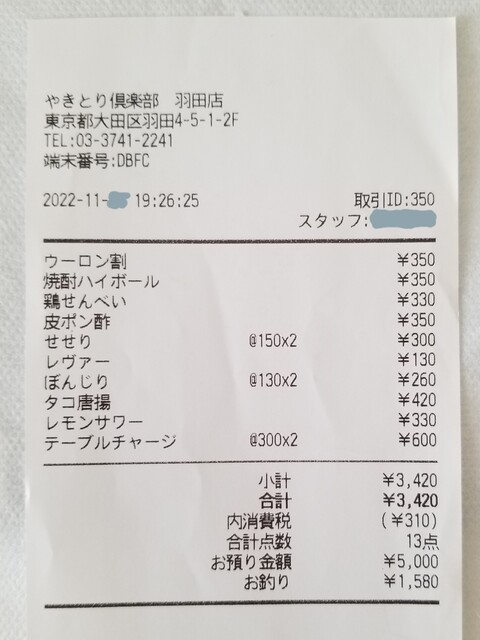 やきとり倶楽部　羽田店
東京都大田区羽田4-5-1-2F
TEL:03-3741-2241
端末番号:DBFC
2022-11- 19:26:25 取引ID:350
スタッフ:
ウーロン割 ¥350
焼酎ハイボール ¥350
鶏せんべい ¥330
皮ポン酢 ¥350
せせり @150x2 ¥300
レヴァー ¥130
ぼんじり @130x2 ¥260
タコ唐揚 ¥420
レモンサワー ¥330
テーブルチャージ @300x2 ¥600
小計 ¥3,420
合計 ¥3,420
内消費税 (¥310)
合計点数 13点
お預り金額 ¥5,000
お釣り ¥1,580